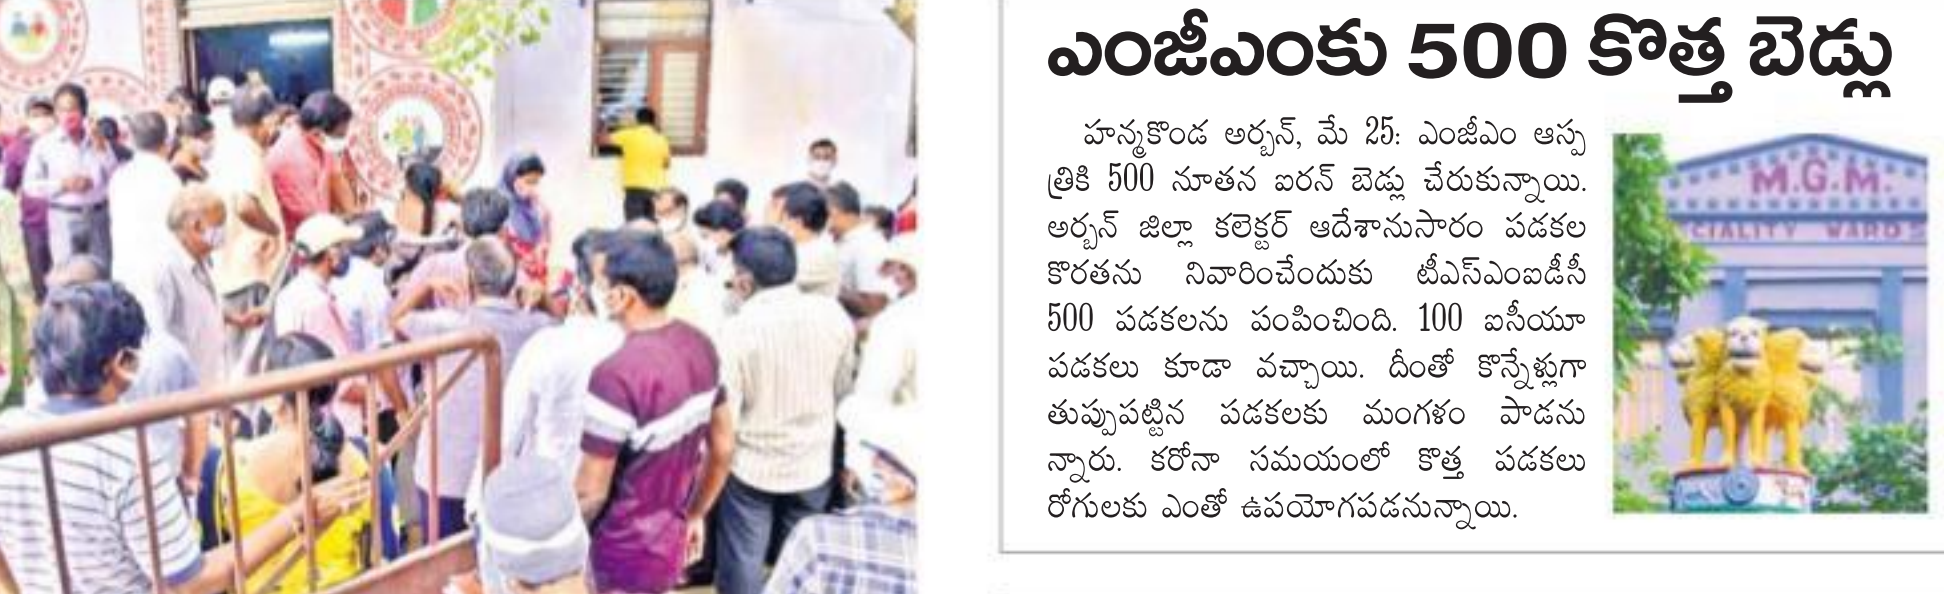 ఎంజీఎంకు 500 కొత్త బెడ్లు
హన్మకొండ అర్బన్, మే 25: ఎంజీఎం ఆస్ప
త్రికి 500 నూతన ఐరన్ బెడ్లు చేరుకున్నాయి.
అర్బన్ జిల్లా కలెక్టర్ ఆదేశానుసారం పడకల
కొరతను నివారించేందుకు టీఎస్ఎంఐడీసీ
500 పడకలను పంపించింది. 100 ఐసీయూ
పడకలు కూడా వచ్చాయి. దీంతో కొన్నేళ్లుగా
తుప్పుపట్టిన పడకలకు మంగళం పాడను
న్నారు. కరోనా సమయంలో కొత్త పడకలు
రోగులకు ఎంతో ఉపయోగపడనున్నాయి.
M.G.M.
CIALITY WARDS